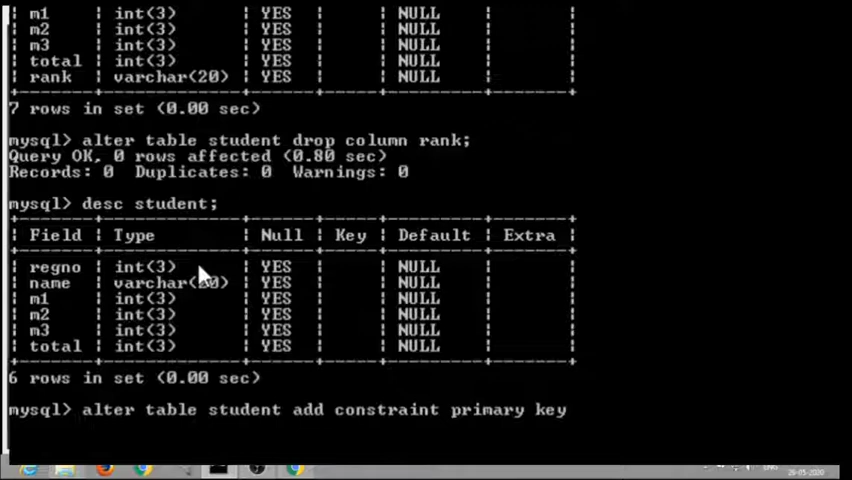 | m1 | int(3) | YES | | NULL | |
| m2 | int(3) | YES | | NULL | |
| m3 | int(3) | YES | | NULL | |
| total | int(3) | YES | | NULL | |
| rank | varchar(20) | YES | | NULL | |
7 rows in set (0.00 sec)
mysql> alter table student drop column rank;
Query OK, 0 rows affected (0.80 sec)
Records: 0 Duplicates: 0 Warnings: 0
mysql> desc student;
| Field | Type | Null | Key | Default | Extra |
| regno | int(3) | YES | | NULL | |
| name | varchar(20) | YES | | NULL | |
| m1 | int(3) | YES | | NULL | |
| m2 | int(3) | YES | | NULL | |
| m3 | int(3) | YES | | NULL | |
| total | int(3) | YES | | NULL | |
6 rows in set (0.00 sec)
mysql> alter table student add constraint primary key
26-05-2020